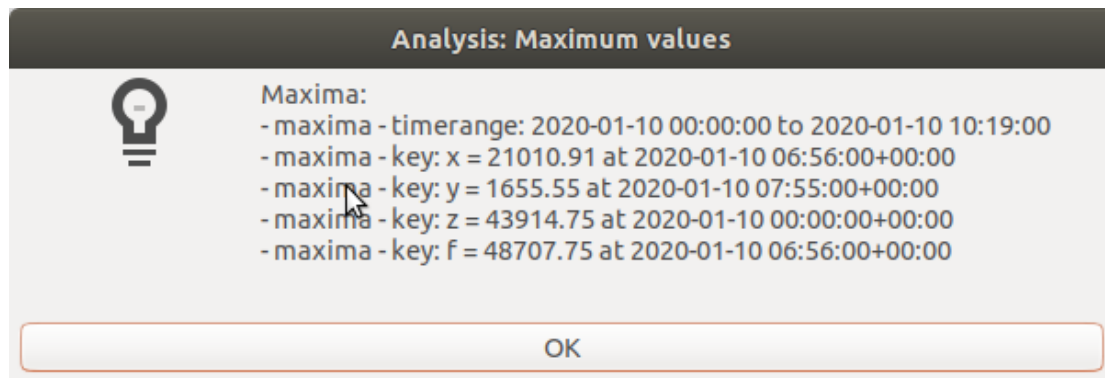 Analysis: Maximum values
Maxima:
- maxima - timerange: 2020-01-10 00:00:00 to 2020-01-10 10:19:00
- maxima - key: x = 21010.91 at 2020-01-10 06:56:00+00:00
- maxima - key: y = 1655.55 at 2020-01-10 07:55:00+00:00
- maxima - key: z = 43914.75 at 2020-01-10 00:00:00+00:00
- maxima - key: f = 48707.75 at 2020-01-10 06:56:00+00:00
OK